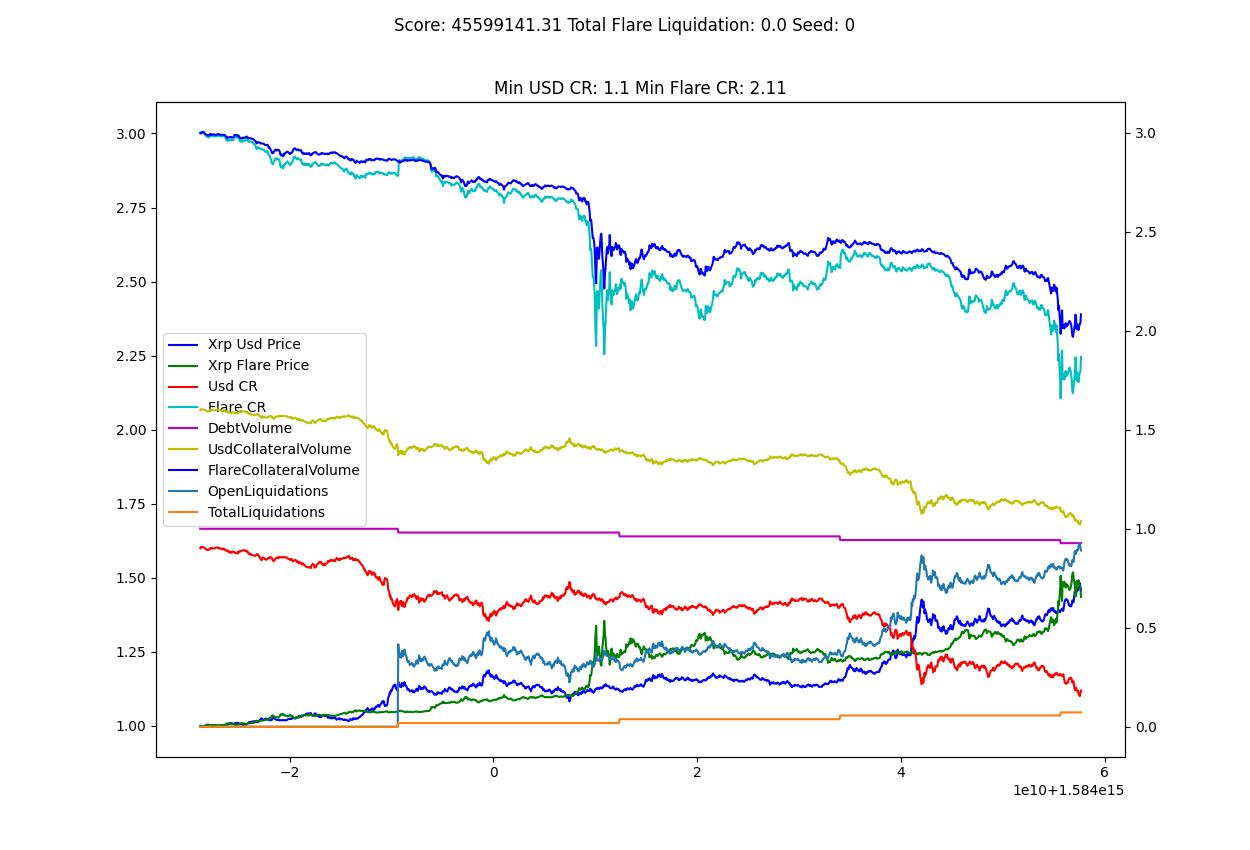 Score: 45599141.31 Total Flare Liquidation: 0.0 Seed: 0
Min USD CR: 1.1 Min Flare CR: 2.11
3.00
2.75
2.50
2.25
2.00
1.75
1.50
1.25
1.00
3.0
2.5
2.0
1.5
1.0
0.5
0.0
Xrp Usd Price
Xrp Flare Price
Usd CR
Flare CR
DebtVolume
UsdCollateralVolume
FlareCollateralVolume
OpenLiquidations
TotalLiquidations
−2 0 2 4 6
1e10+1.584e15